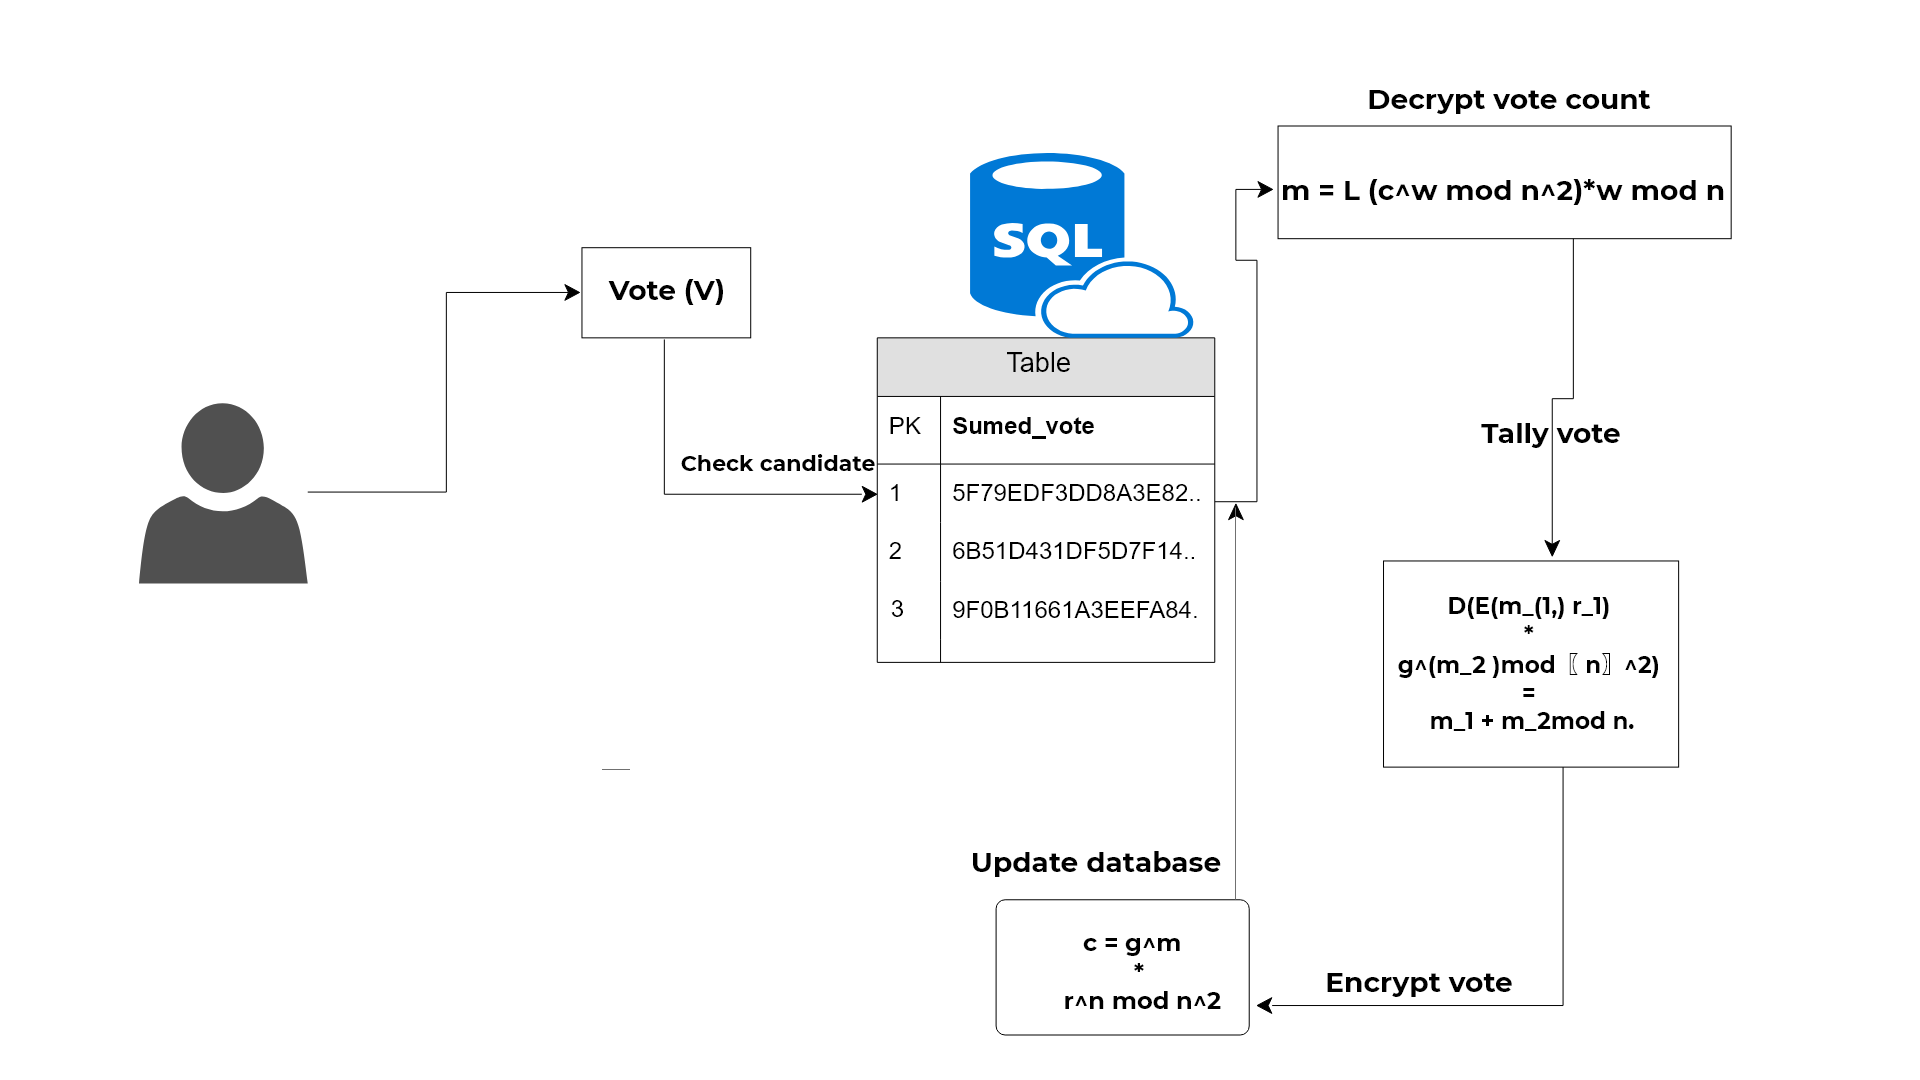 Decrypt vote count
m = L (c^w mod n^2)*w mod n
SQL
Vote (V)
Table
PK Sumed_vote
Check candidate
1 5F79EDF3DD8A3E82..
2 6B51D431DF5D7F14..
3 9F0B11661A3EEFA84.
Tally vote
D(E(m_(1,) r_1)
*
g^(m_2 )mod〖 n〗^2)
=
m_1 + m_2mod n.
Update database
c = g^m
*
r^n mod n^2
Encrypt vote